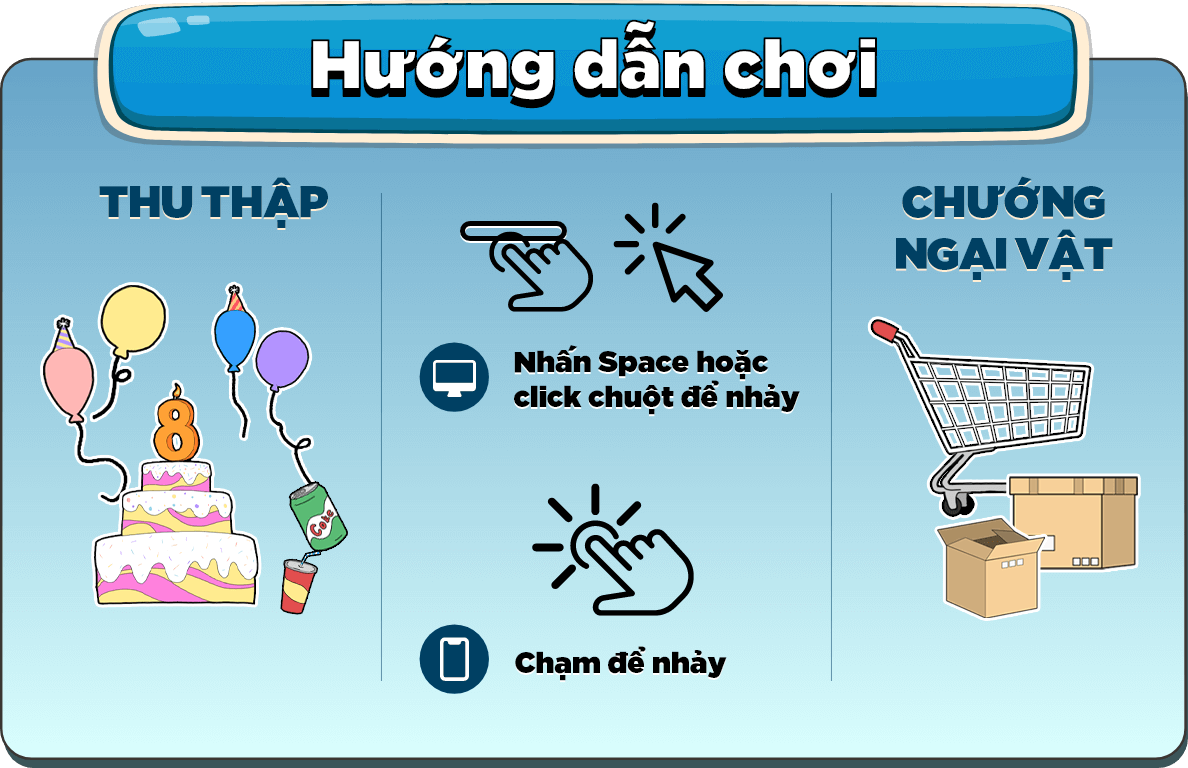 Hướng dẫn chơi
THU THẬP
8
Coke
Nhấn Space hoặc
click chuột để nhảy
Chạm để nhảy
CHƯỚNG
NGẠI VẬT